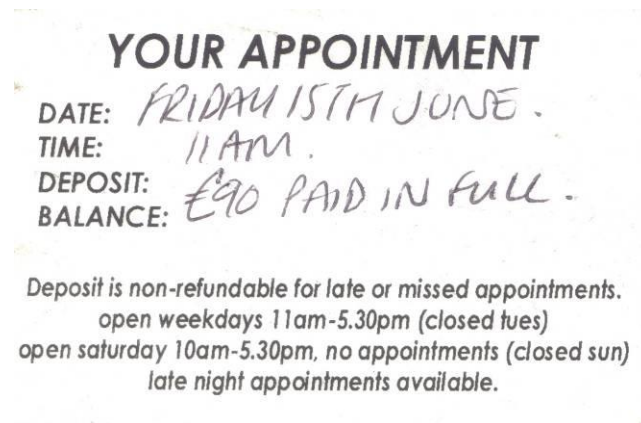 YOUR APPOINTMENT
DATE: FRIDAY 15TH JUNE.
TIME: 11 AM.
DEPOSIT:
BALANCE: £90 PAID IN FULL.
Deposit is non-refundable for late or missed appointments.
open weekdays 11am-5.30pm (closed tues)
open saturday 10am-5.30pm, no appointments (closed sun)
late night appointments available.